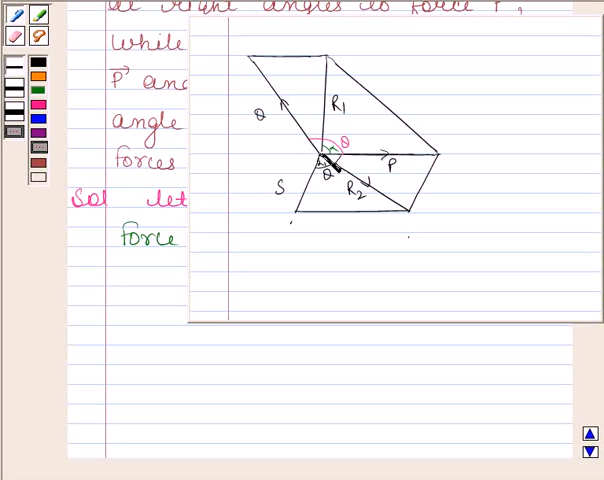 at right angles to force P,
while
P and
angle
forces
Sol let
force
Q
R1
θ
P
S
θ
R2